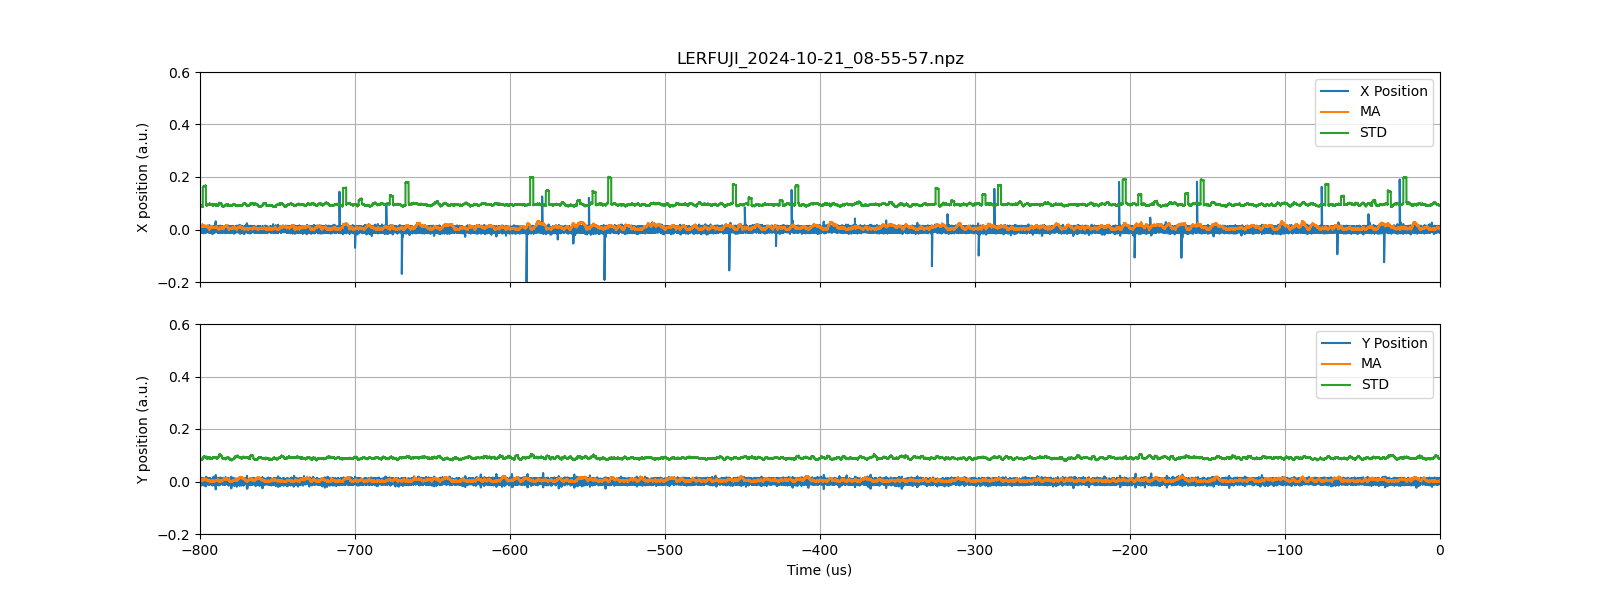 LERFUJI_2024-10-21_08-55-57.npz
0.6
0.4
0.2
0.0
−0.2
X position (a.u.)
X Position
MA
STD
0.6
0.4
0.2
0.0
−0.2
Y position (a.u.)
Y Position
MA
STD
−800 −700 −600 −500 −400 −300 −200 −100 0
Time (us)